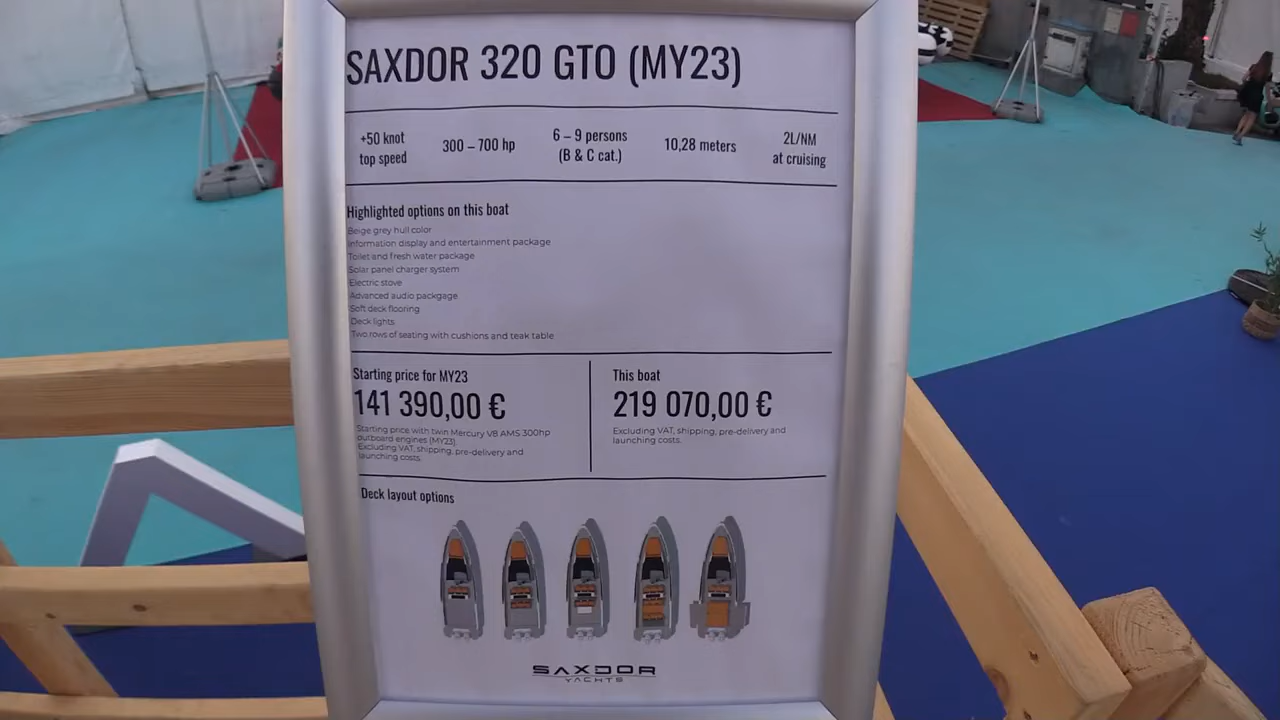 SAXDOR 320 GTO (MY23)
+50 knot
top speed
300 – 700 hp
6 – 9 persons
(B & C cat.)
10,28 meters
2L/NM
at cruising
Highlighted options on this boat
Beige grey hull color
Information display and entertainment package
Toilet and fresh water package
Solar panel charger system
Electric stove
Advanced audio packgage
Soft deck flooring
Deck lights
Two rows of seating with cushions and teak table
Starting price for MY23
141 390,00 €
Starting price with twin Mercury V8 AMS 300hp
outboard engines (MY23).
Excluding VAT, shipping, pre-delivery and
launching costs.
This boat
219 070,00 €
Excluding VAT, shipping, pre-delivery and
launching costs.
Deck layout options
SAXDOR
YACHTS